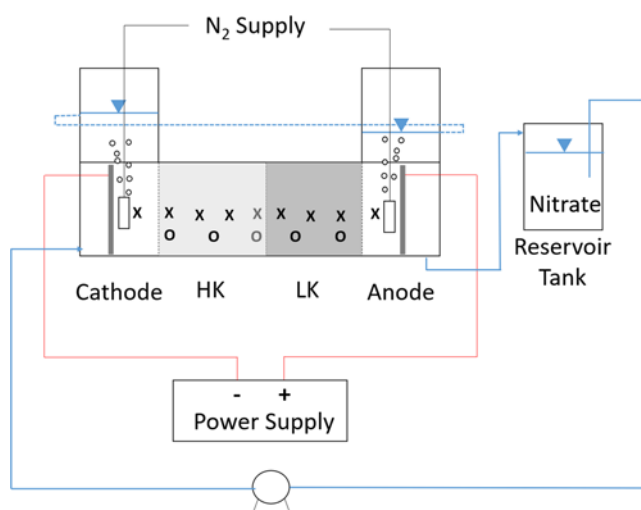 N₂ Supply
X X X X X X X X X
O O O O O
Nitrate
Reservoir
Tank
Cathode HK LK Anode
- +
Power Supply